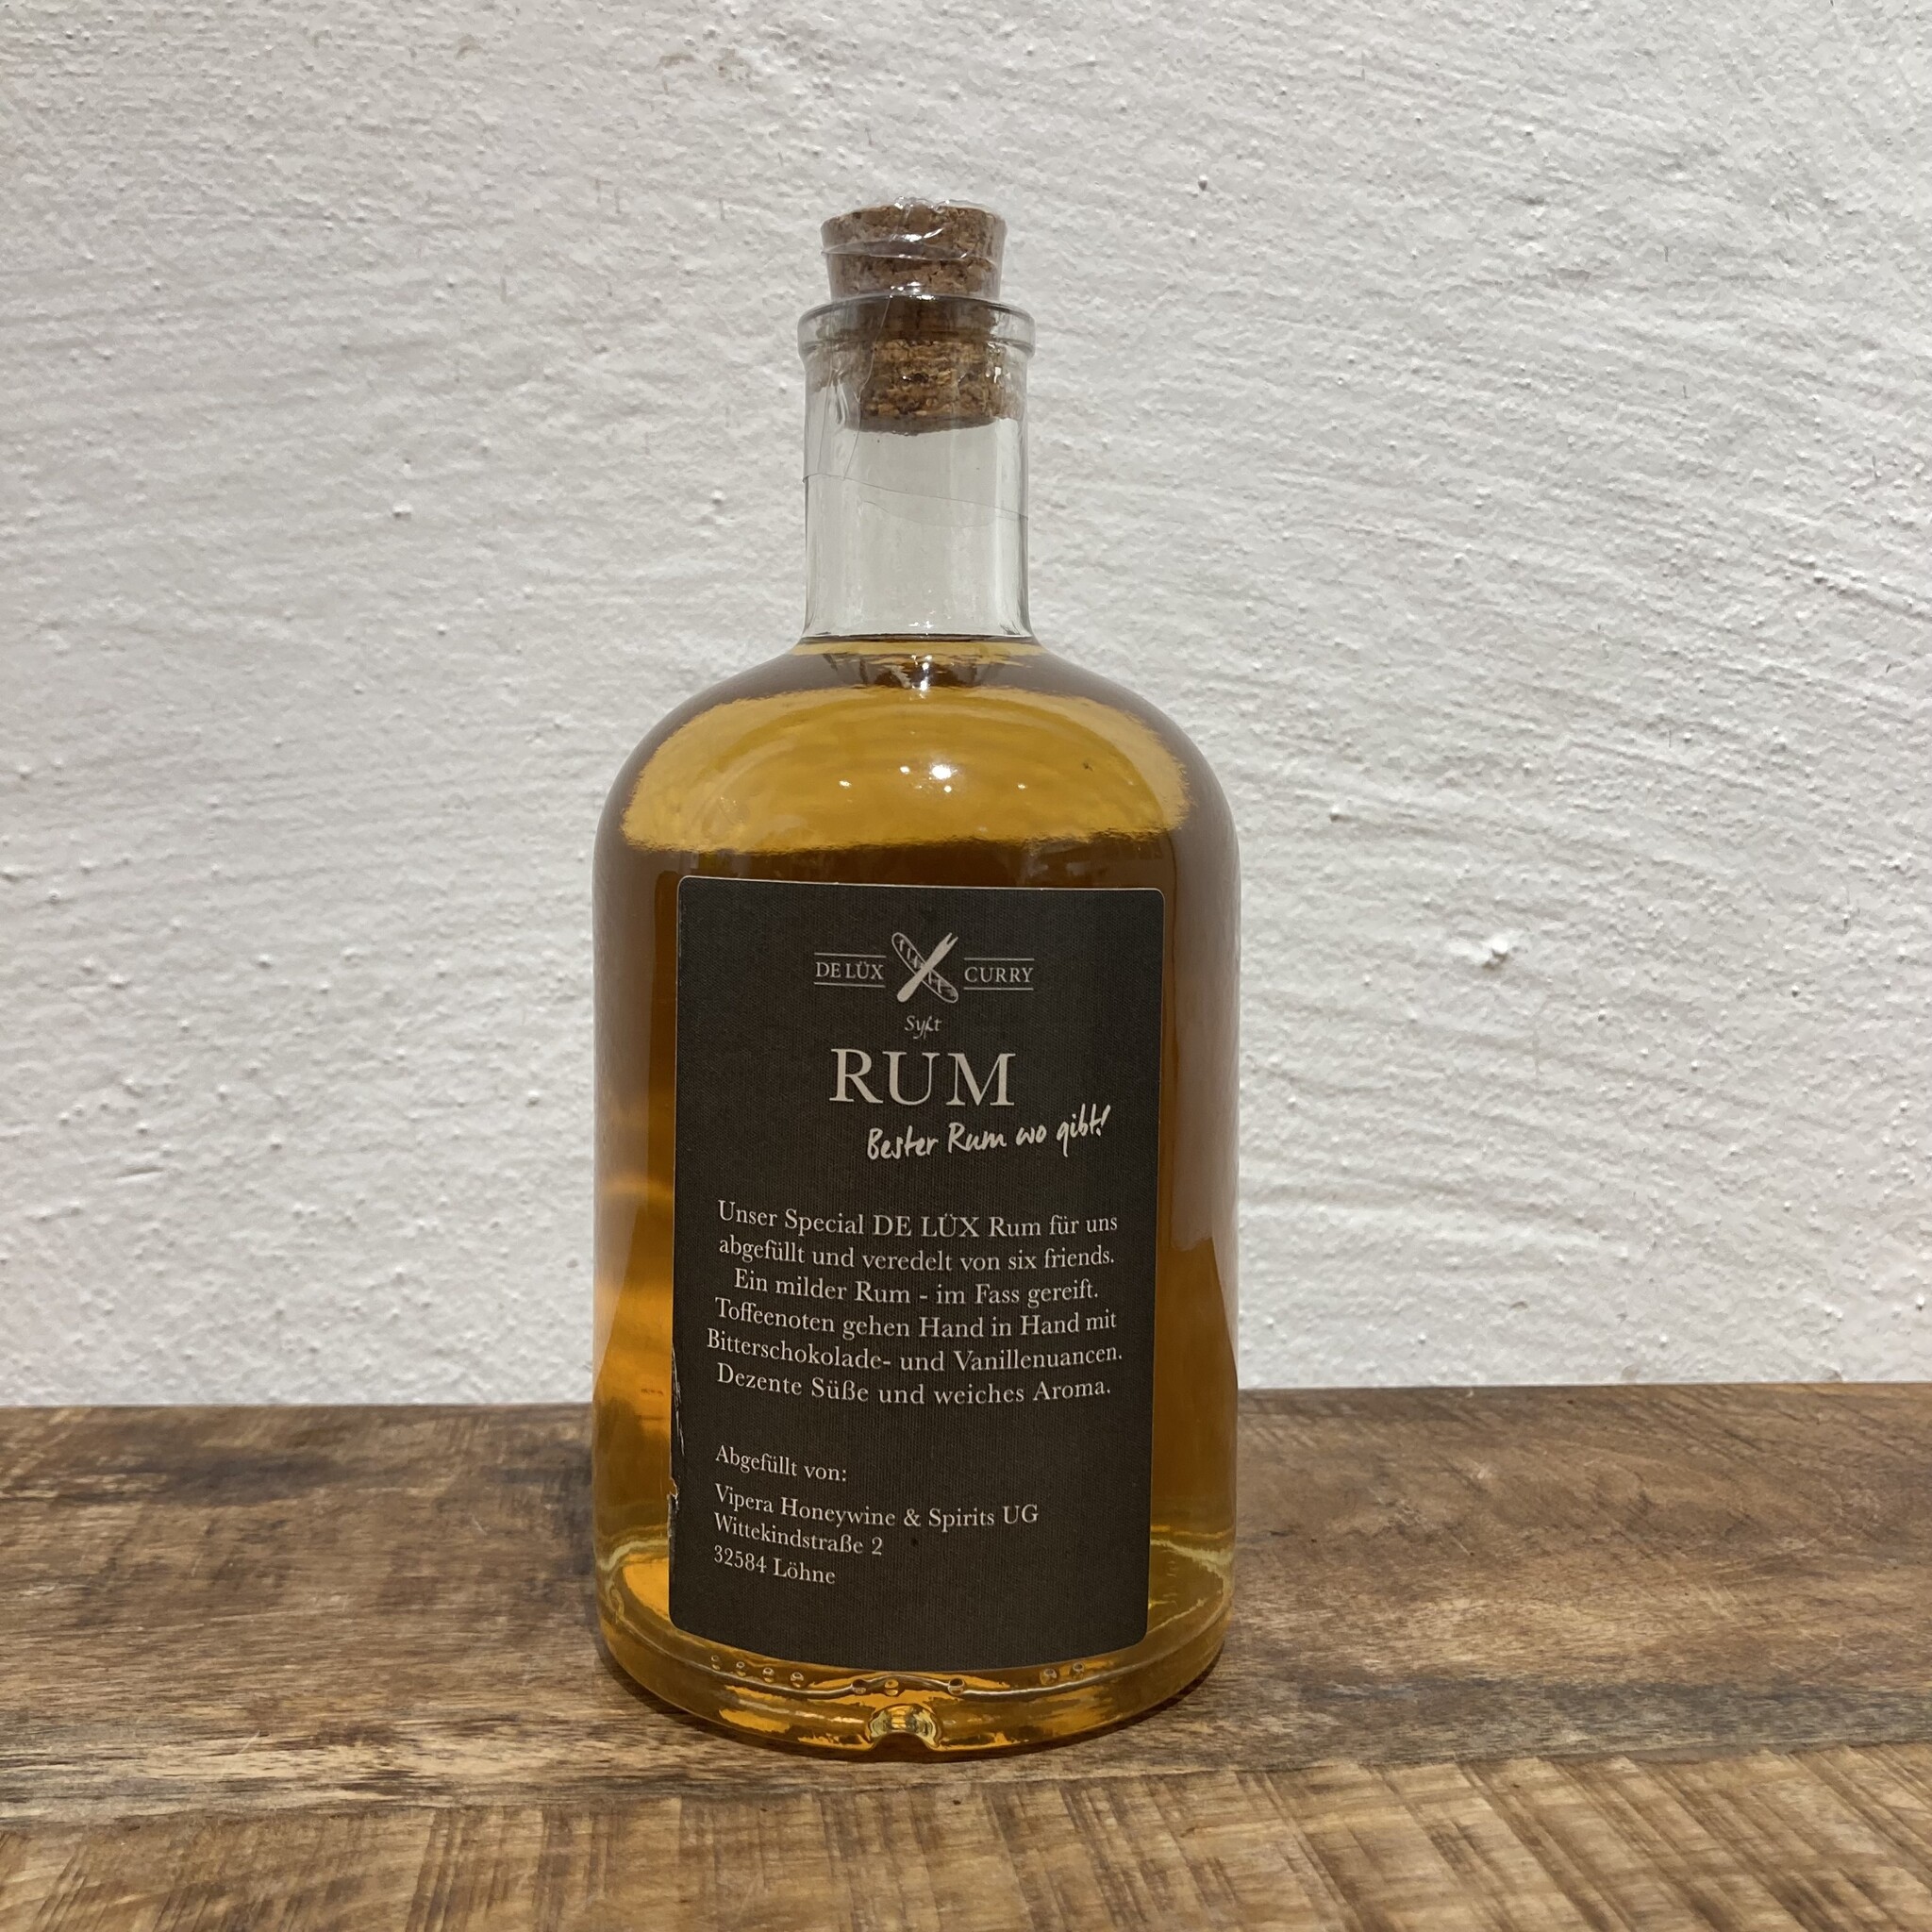 DE LÜX CURRY
Sylt
RUM
Bester Rum wo gibt!
Unser Special DE LÜX Rum für uns
abgefüllt und veredelt von six friends.
Ein milder Rum - im Fass gereift.
Toffeenoten gehen Hand in Hand mit
Bitterschokolade- und Vanillenuancen.
Dezente Süße und weiches Aroma.
Abgefüllt von:
Vipera Honeywine & Spirits UG
Wittekindstraße 2
32584 Löhne